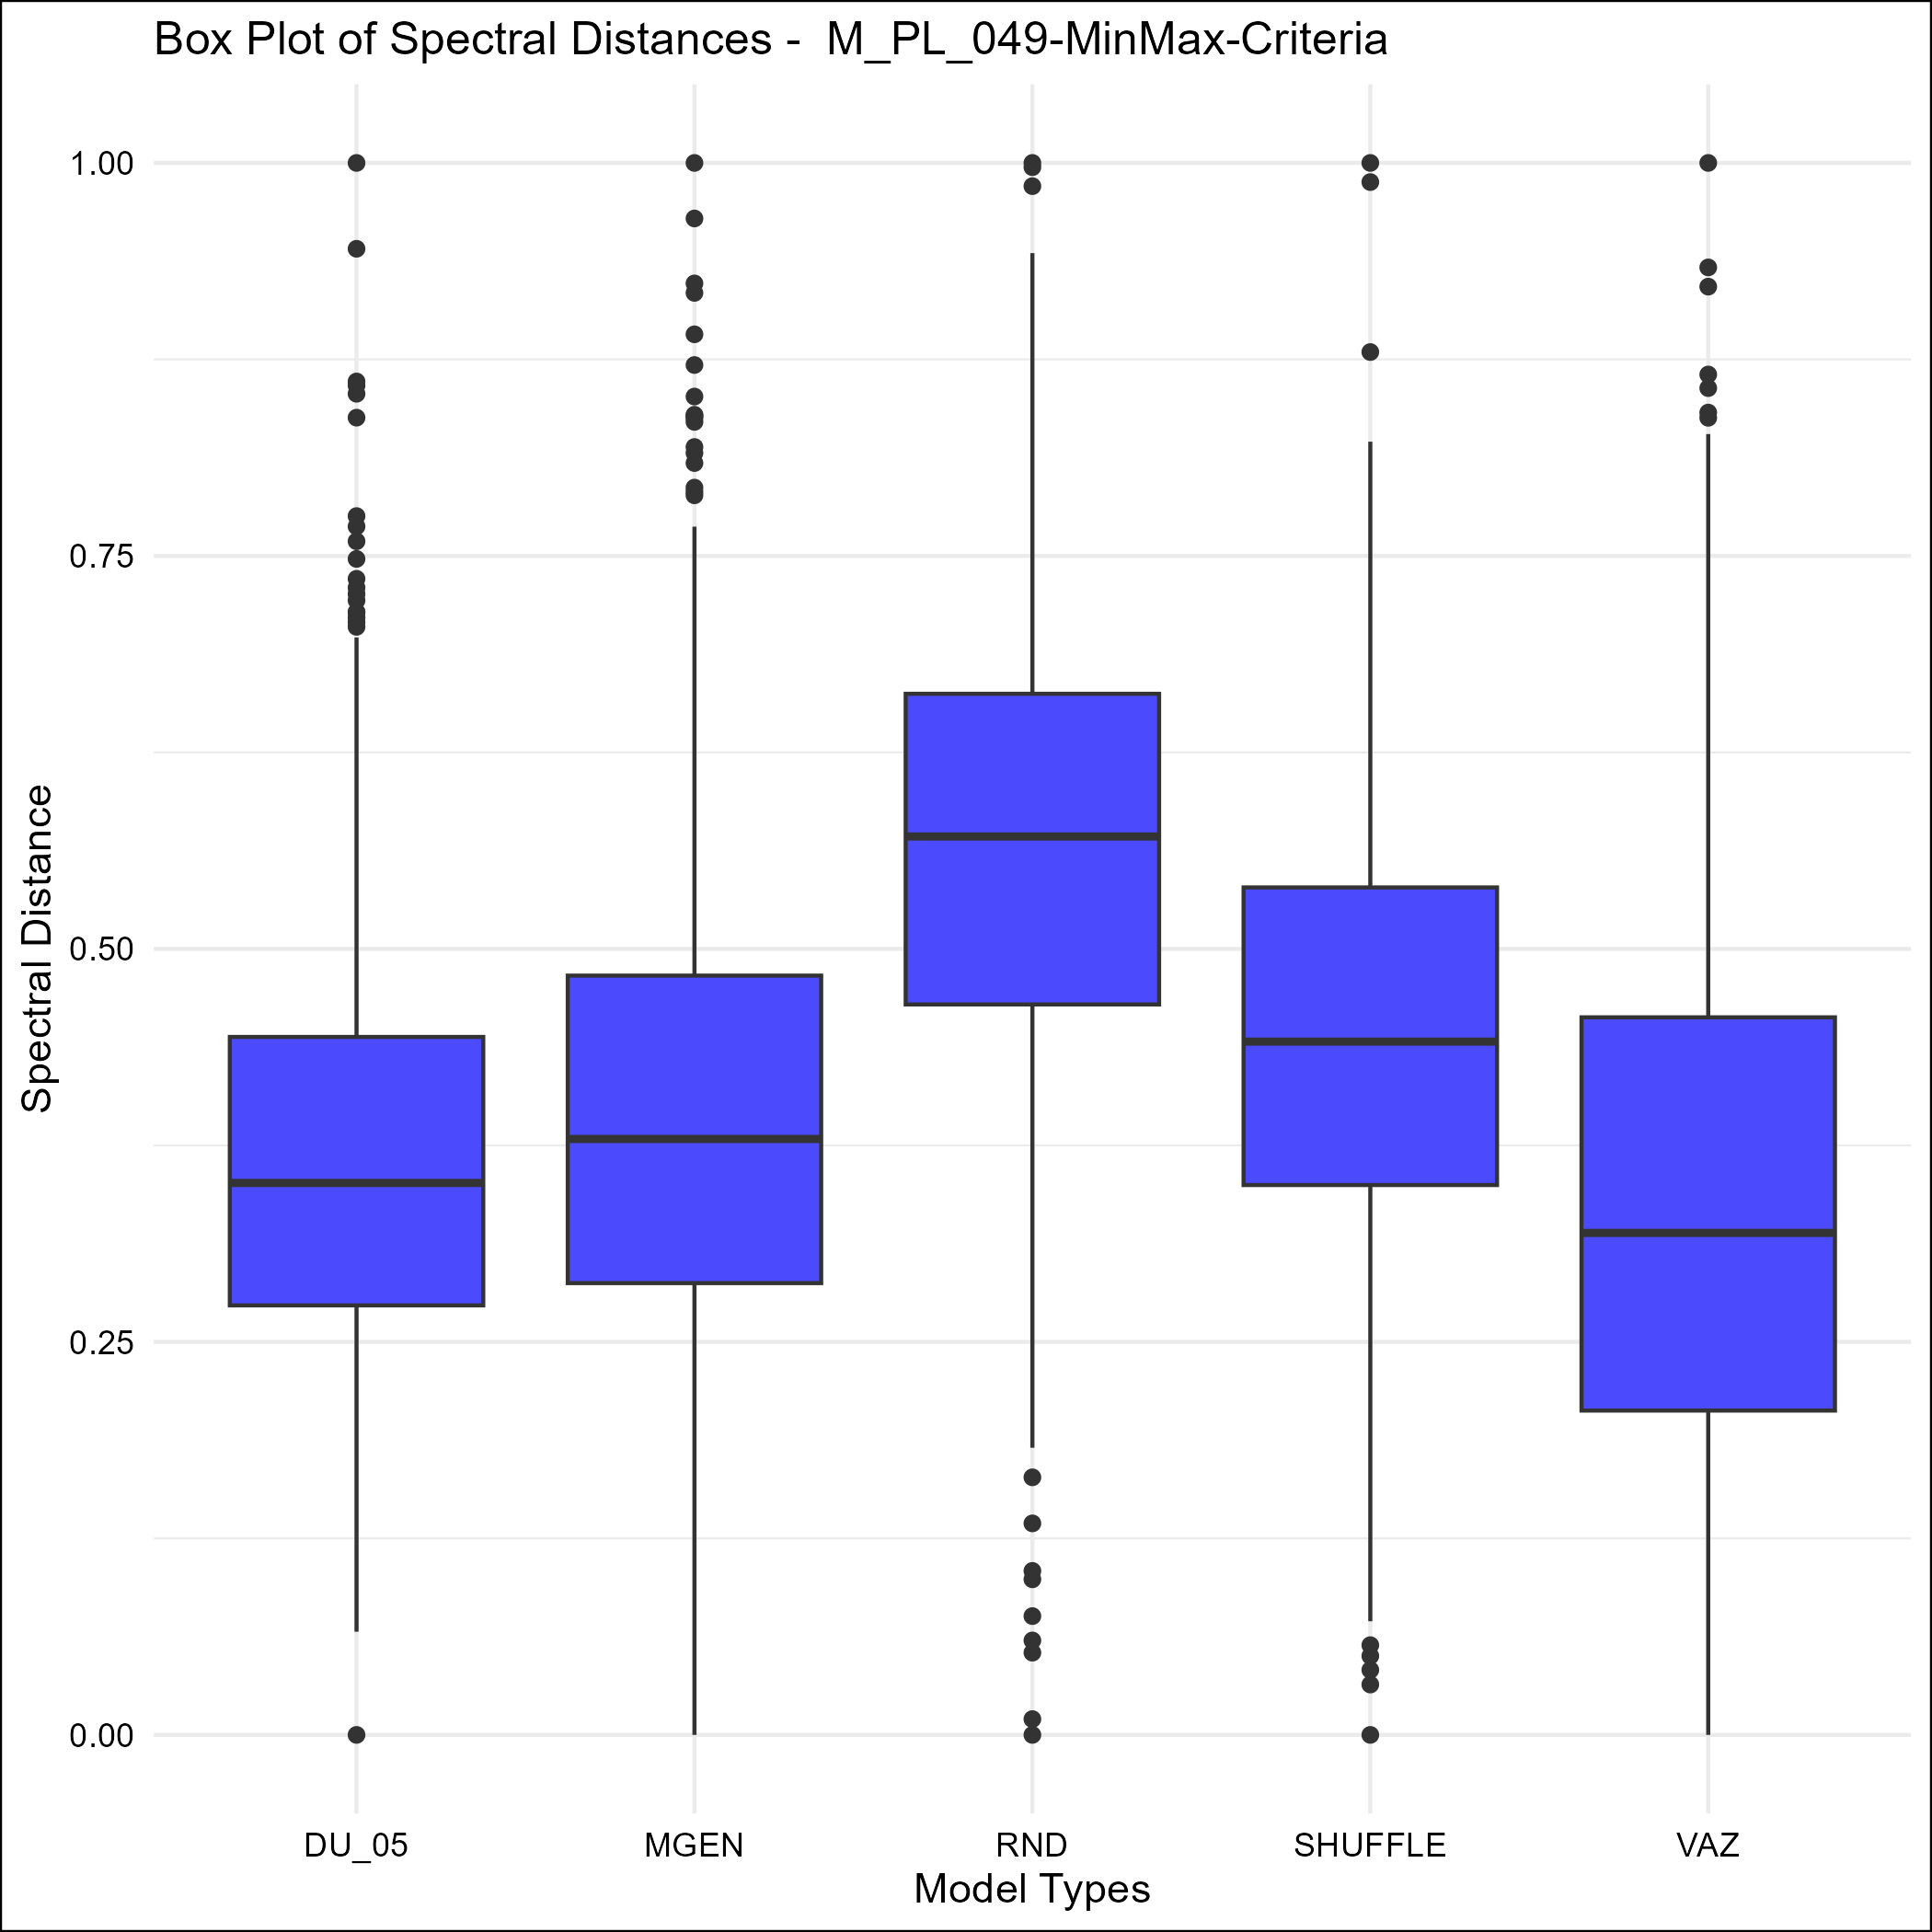 Box Plot of Spectral Distances -  M_PL_049-MinMax-Criteria
1.00
0.75
0.50
0.25
0.00
Spectral Distance
DU_05 MGEN RND SHUFFLE VAZ
Model Types